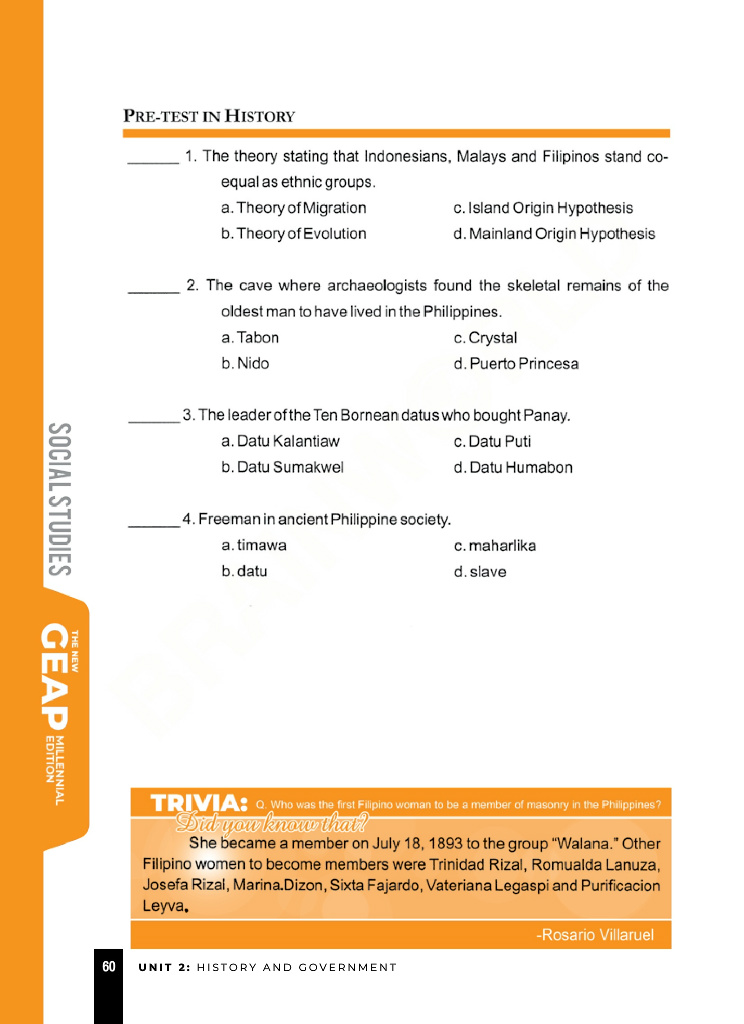 PRE-TEST IN HISTORY
______ 1. The theory stating that Indonesians, Malays and Filipinos stand co-
equal as ethnic groups.
a. Theory of Migration c. Island Origin Hypothesis
b. Theory of Evolution d. Mainland Origin Hypothesis
______ 2. The cave where archaeologists found the skeletal remains of the
oldest man to have lived in the Philippines.
a. Tabon c. Crystal
b. Nido d. Puerto Princesa
______ 3. The leader of the Ten Bornean datus who bought Panay.
a. Datu Kalantiaw c. Datu Puti
b. Datu Sumakwel d. Datu Humabon
______ 4. Freeman in ancient Philippine society.
a. timawa c. maharlika
b. datu d. slave
SOCIAL STUDIES
THE NEW
GEAP
MILLENNIAL
EDITION
TRIVIA: Q. Who was the first Filipino woman to be a member of masonry in the Philippines?
Did you know that?
She became a member on July 18, 1893 to the group “Walana.” Other
Filipino women to become members were Trinidad Rizal, Romualda Lanuza,
Josefa Rizal, Marina.Dizon, Sixta Fajardo, Vateriana Legaspi and Purificacion
Leyva.
-Rosario Villaruel
60 UNIT 2: HISTORY AND GOVERNMENT